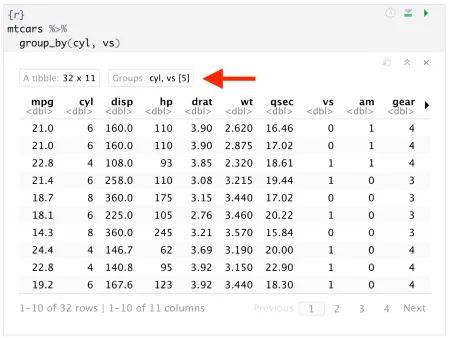 {r}
mtcars %>%
group_by(cyl, vs)
A tibble: 32 x 11 Groups: cyl, vs [5]
mpg cyl disp hp drat wt qsec vs am gear
<dbl> <dbl> <dbl> <dbl> <dbl> <dbl> <dbl> <dbl> <dbl> <dbl>
21.0 6 160.0 110 3.90 2.620 16.46 0 1 4
21.0 6 160.0 110 3.90 2.875 17.02 0 1 4
22.8 4 108.0 93 3.85 2.320 18.61 1 1 4
21.4 6 258.0 110 3.08 3.215 19.44 1 0 3
18.7 8 360.0 175 3.15 3.440 17.02 0 0 3
18.1 6 225.0 105 2.76 3.460 20.22 1 0 3
14.3 8 360.0 245 3.21 3.570 15.84 0 0 3
24.4 4 146.7 62 3.69 3.190 20.00 1 0 4
22.8 4 140.8 95 3.92 3.150 22.90 1 0 4
19.2 6 167.6 123 3.92 3.440 18.30 1 0 4
1–10 of 32 rows | 1–10 of 11 columns Previous 1 2 3 4 Next